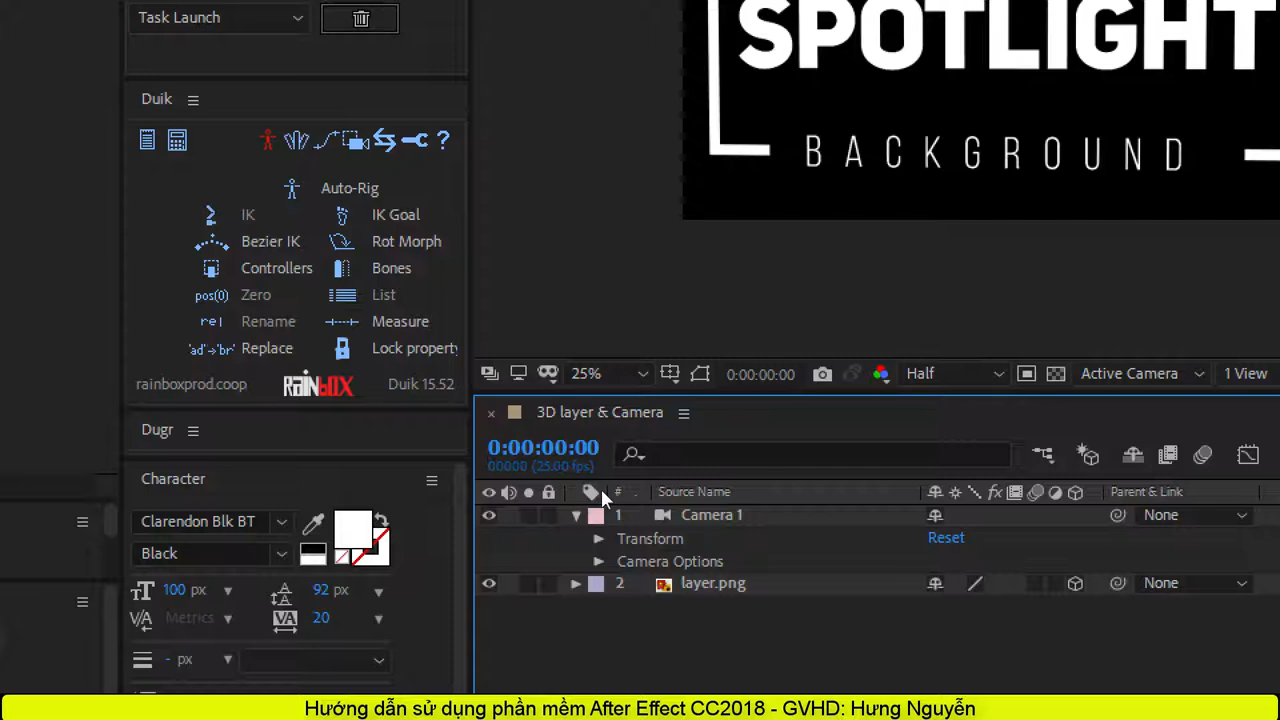 Task Launch
SPOTLIGHT
BACKGROUND
Duik
?
Auto-Rig
IK
IK Goal
Bezier IK
Rot Morph
Controllers
Bones
pos(0) Zero
List
rel Rename
Measure
'ad'→'br' Replace
Lock property
rainboxprod.coop
RAINBOX
Duik 15.52
25%
0:00:00:00
Half
Active Camera
1 View
Dugr
× 3D layer & Camera
0:00:00:00
00000 (25.00 fps)
# . Source Name
fx
Parent & Link
1 Camera 1
None
Transform
Reset
Camera Options
2 layer.png
None
Character
Clarendon Blk BT
Black
100 px
92 px
Metrics
20
- px
Hướng dẫn sử dụng phần mềm After Effect CC2018 - GVHD: Hưng Nguyễn